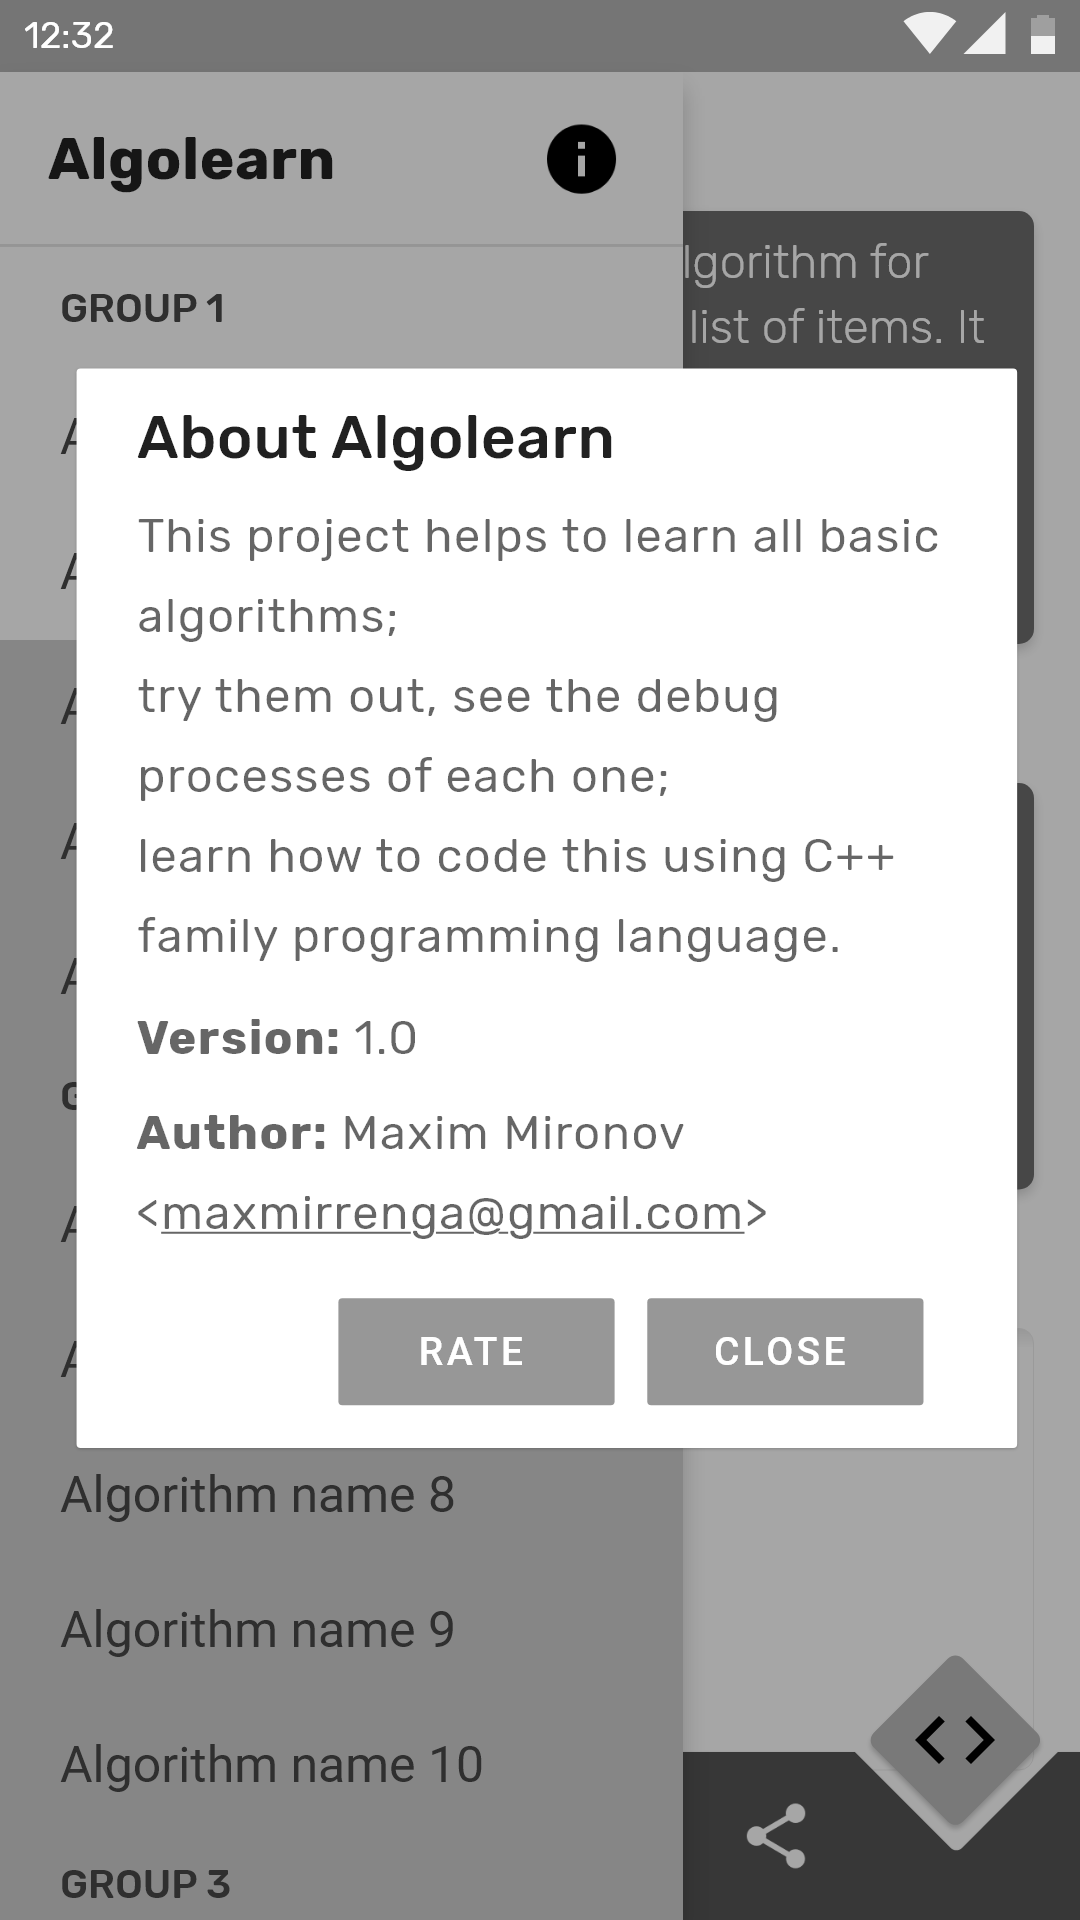 12:32
Algolearn
GROUP 1
lgorithm for
list of items. It
About Algolearn
This project helps to learn all basic
algorithms;
try them out, see the debug
processes of each one;
learn how to code this using C++
family programming language.
Version: 1.0
Author: Maxim Mironov
<maxmirrenga@gmail.com>
RATE
CLOSE
Algorithm name 8
Algorithm name 9
Algorithm name 10
GROUP 3